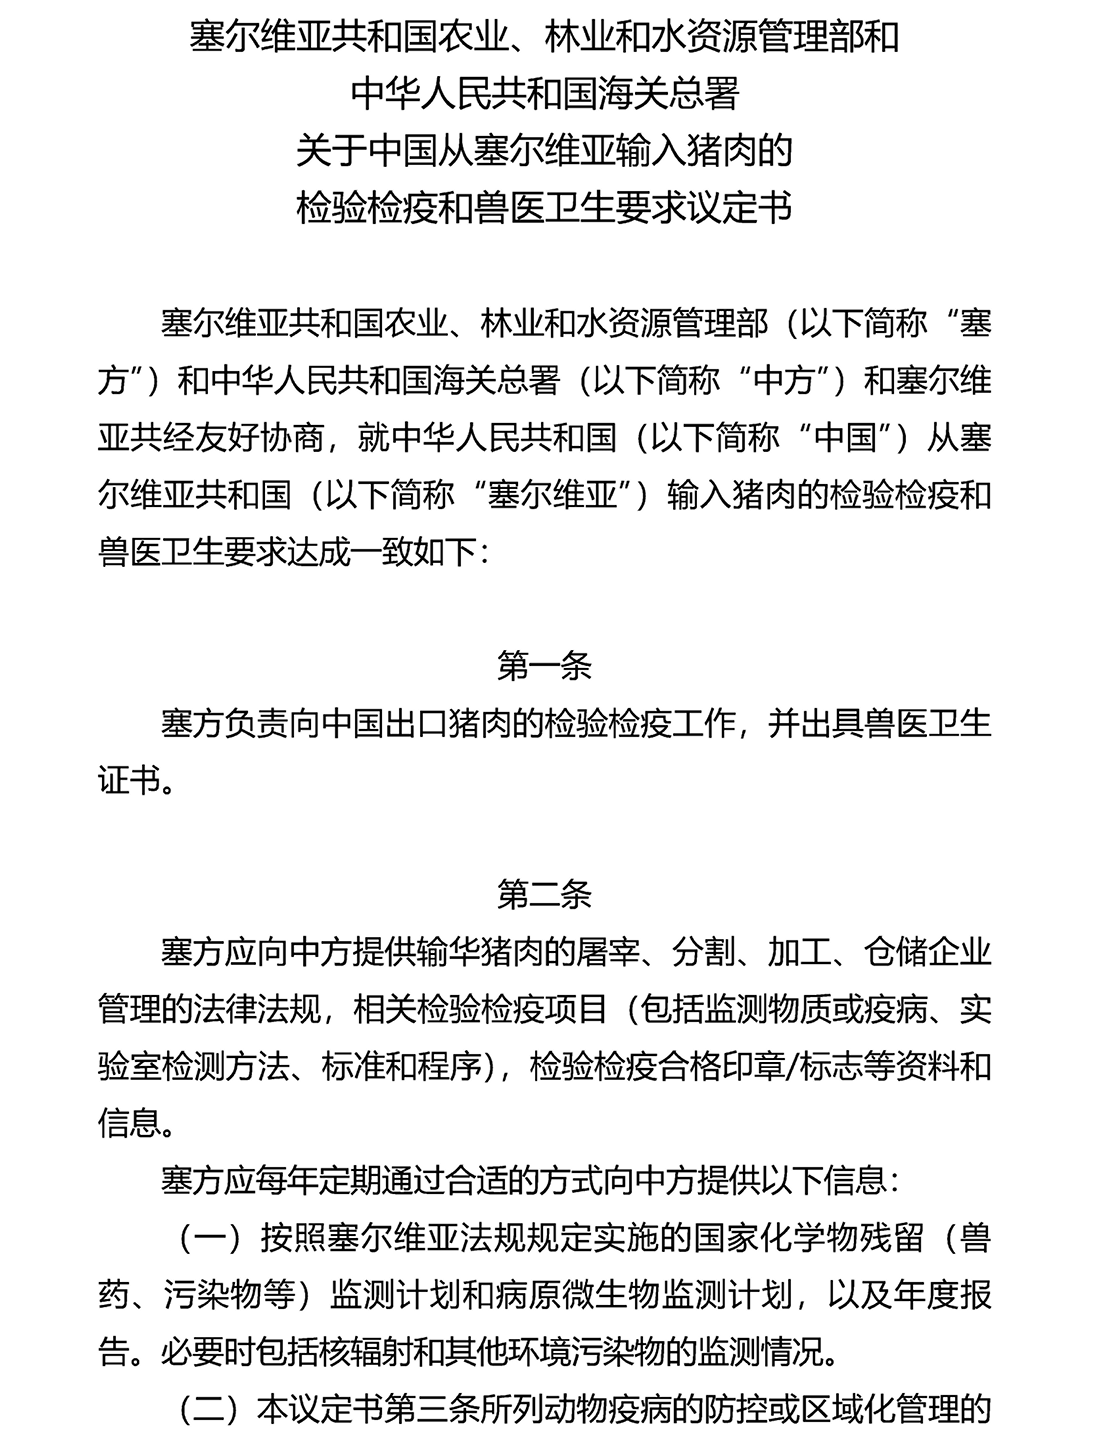 塞尔维亚共和国农业、林业和水资源管理部和
中华人民共和国海关总署
关于中国从塞尔维亚输入猪肉的
检验检疫和兽医卫生要求议定书
塞尔维亚共和国农业、林业和水资源管理部（以下简称“塞
方”）和中华人民共和国海关总署（以下简称“中方”）和塞尔维
亚共经友好协商，就中华人民共和国（以下简称“中国”）从塞
尔维亚共和国（以下简称“塞尔维亚”）输入猪肉的检验检疫和
兽医卫生要求达成一致如下：
第一条
塞方负责向中国出口猪肉的检验检疫工作，并出具兽医卫生
证书。
第二条
塞方应向中方提供输华猪肉的屠宰、分割、加工、仓储企业
管理的法律法规，相关检验检疫项目（包括监测物质或疫病、实
验室检测方法、标准和程序），检验检疫合格印章/标志等资料和
信息。
塞方应每年定期通过合适的方式向中方提供以下信息：
（一）按照塞尔维亚法规规定实施的国家化学物残留（兽
药、污染物等）监测计划和病原微生物监测计划，以及年度报
告。必要时包括核辐射和其他环境污染物的监测情况。
（二）本议定书第三条所列动物疫病的防控或区域化管理的